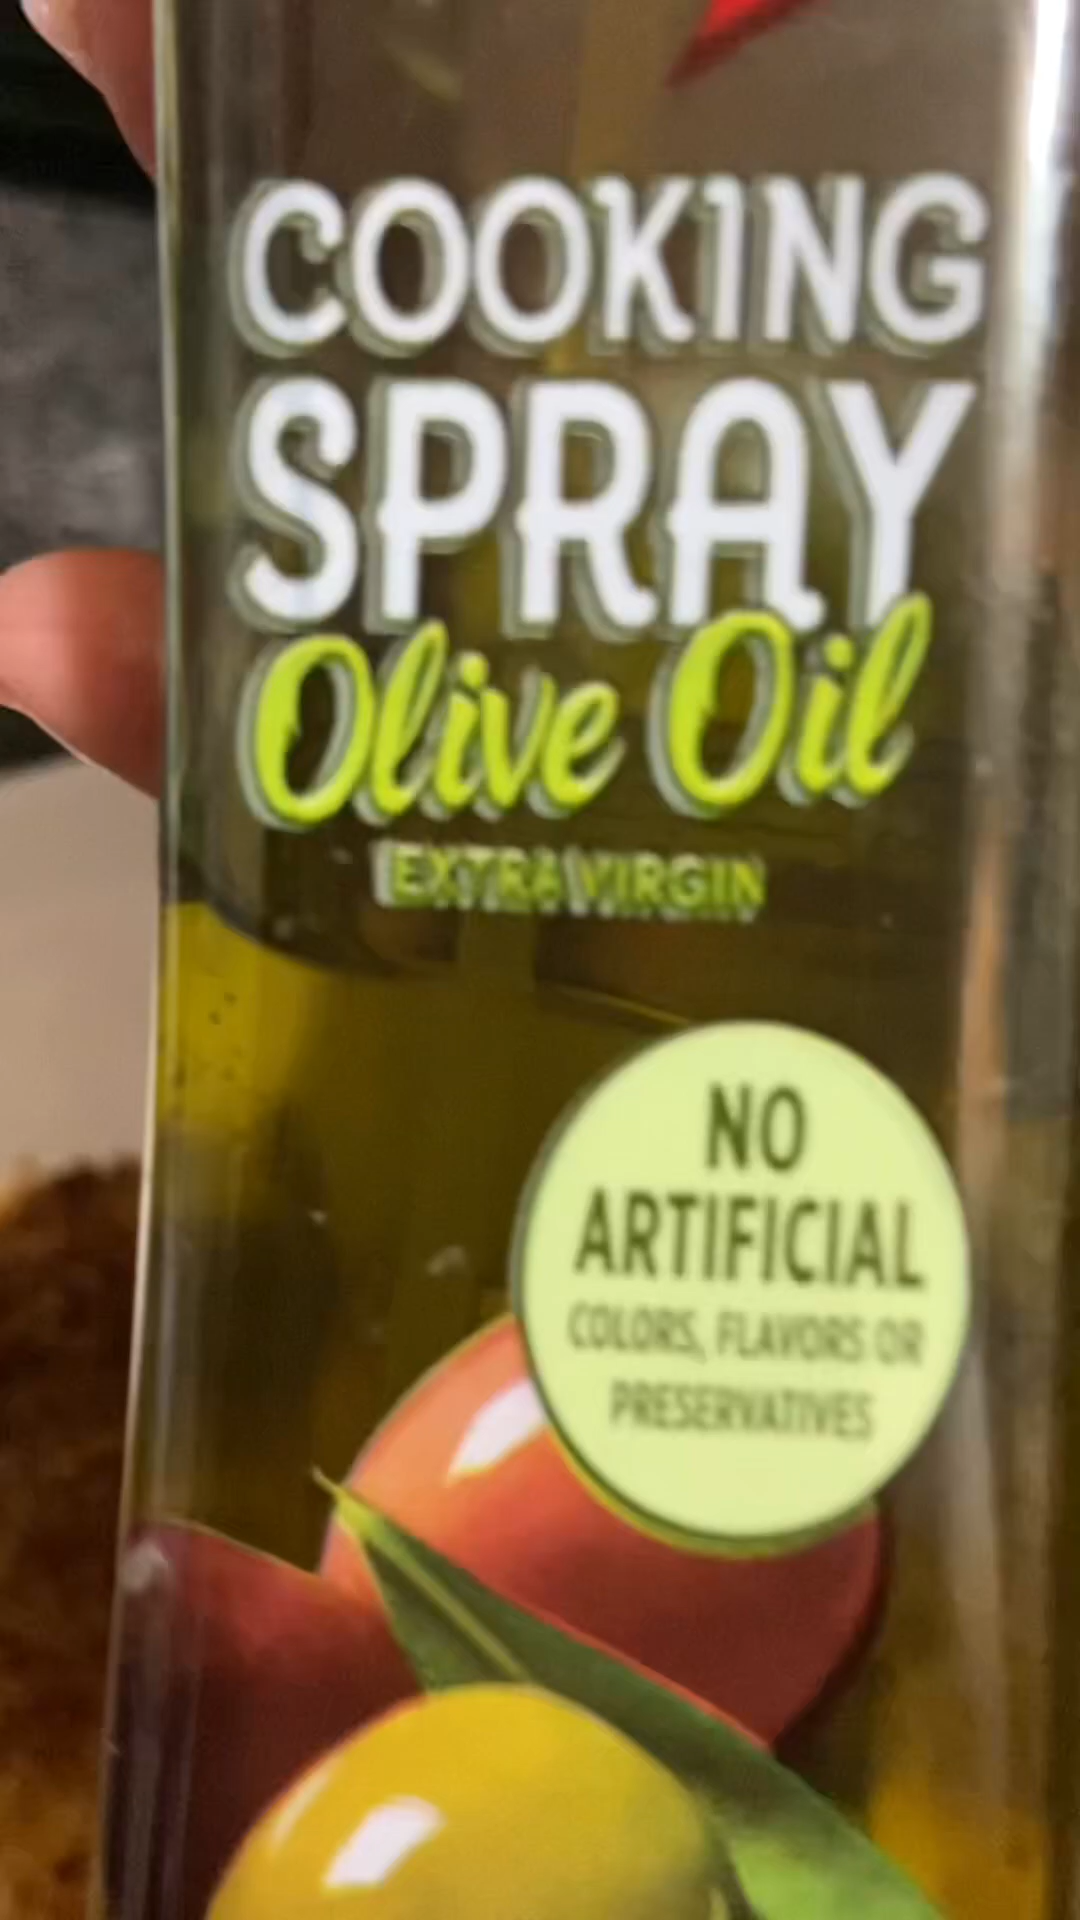 COOKING
SPRAY
Olive Oil
EXTRA VIRGIN
NO
ARTIFICIAL
COLORS, FLAVORS OR
PRESERVATIVES